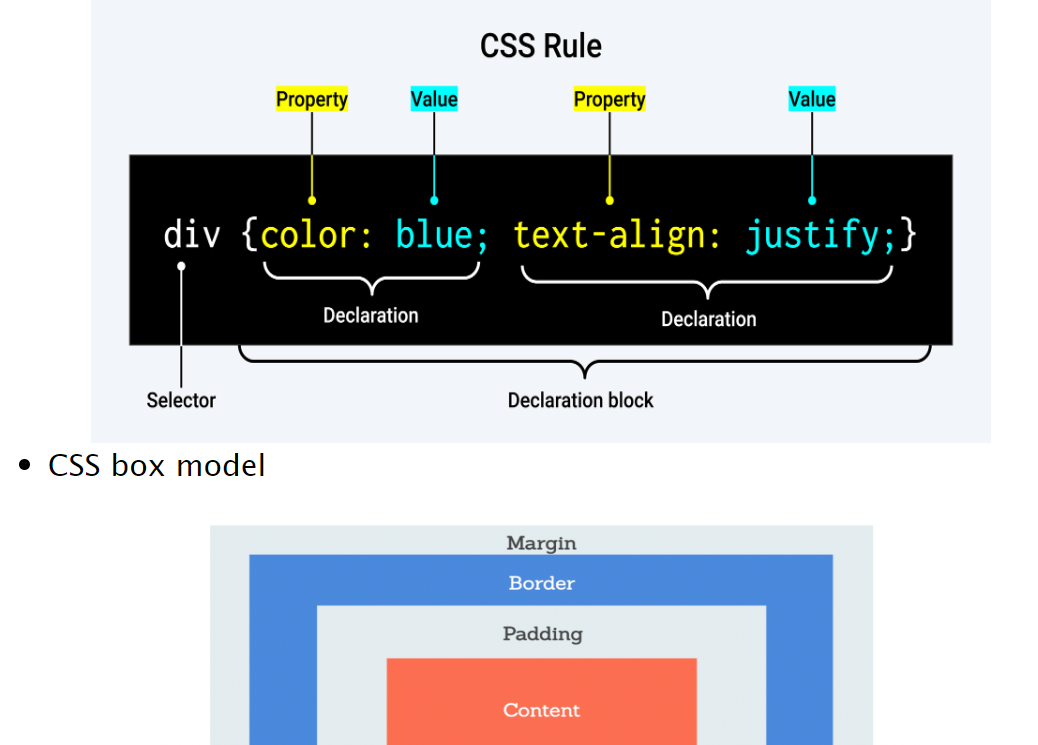 CSS Rule
Property Value Property Value
div {color: blue; text-align: justify;}
Declaration Declaration
Selector Declaration block
• CSS box model
Margin
Border
Padding
Content